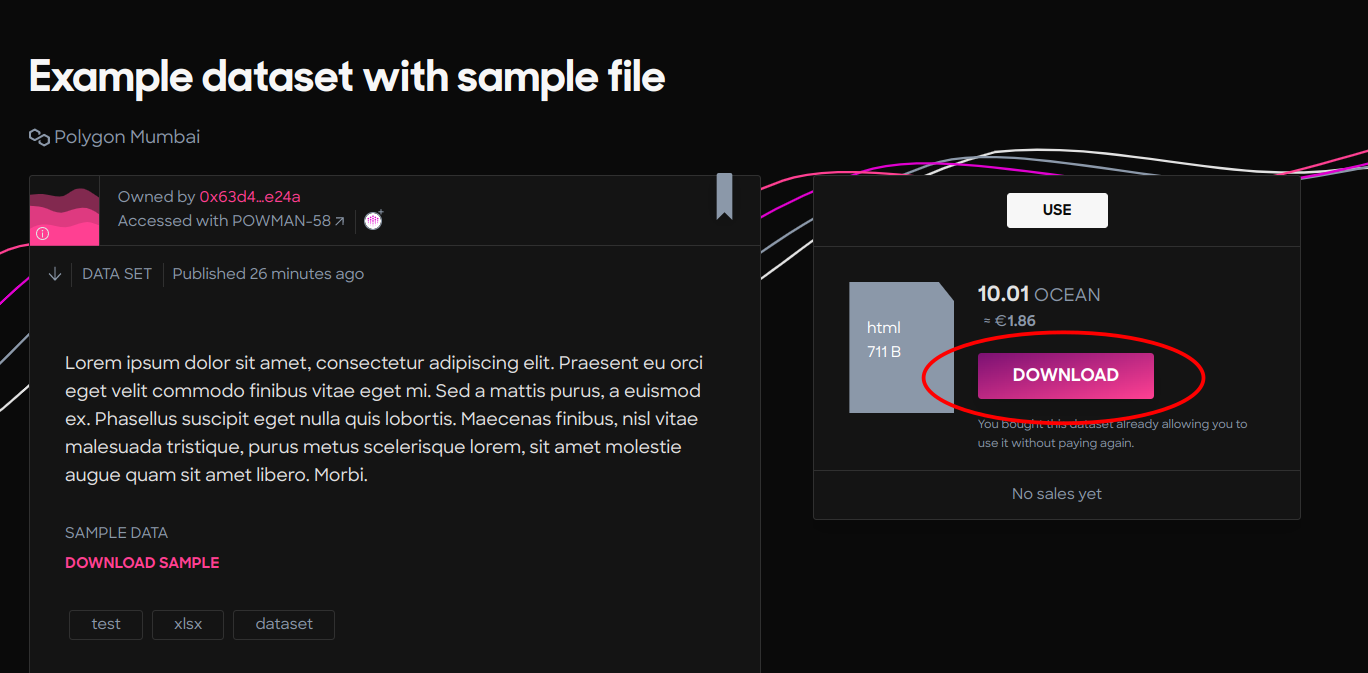 Example dataset with sample file
Polygon Mumbai
Owned by 0x63d4…e24a
Accessed with POWMAN-58
DATA SET
Published 26 minutes ago
Lorem ipsum dolor sit amet, consectetur adipiscing elit. Praesent eu orci
eget velit commodo finibus vitae eget mi. Sed a mattis purus, a euismod
ex. Phasellus suscipit eget nulla quis lobortis. Maecenas finibus, nisl vitae
malesuada tristique, purus metus scelerisque lorem, sit amet molestie
augue quam sit amet libero. Morbi.
SAMPLE DATA
DOWNLOAD SAMPLE
test
xlsx
dataset
USE
html
711 B
10.01 OCEAN
≈ €1.86
DOWNLOAD
You bought this dataset already allowing you to
use it without paying again.
No sales yet